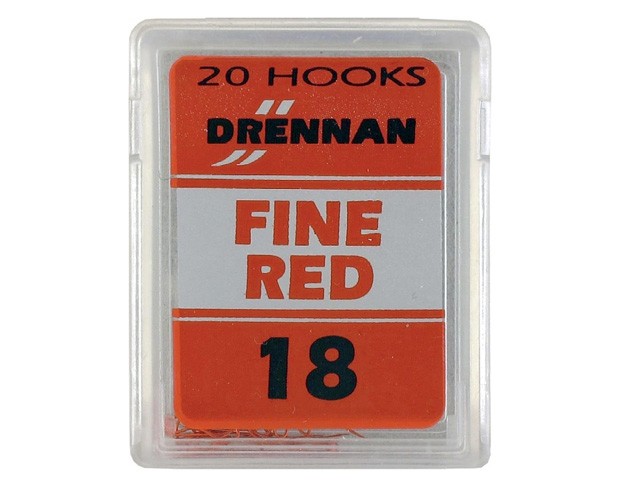 20 HOOKS
DRENNAN
FINE
RED
18